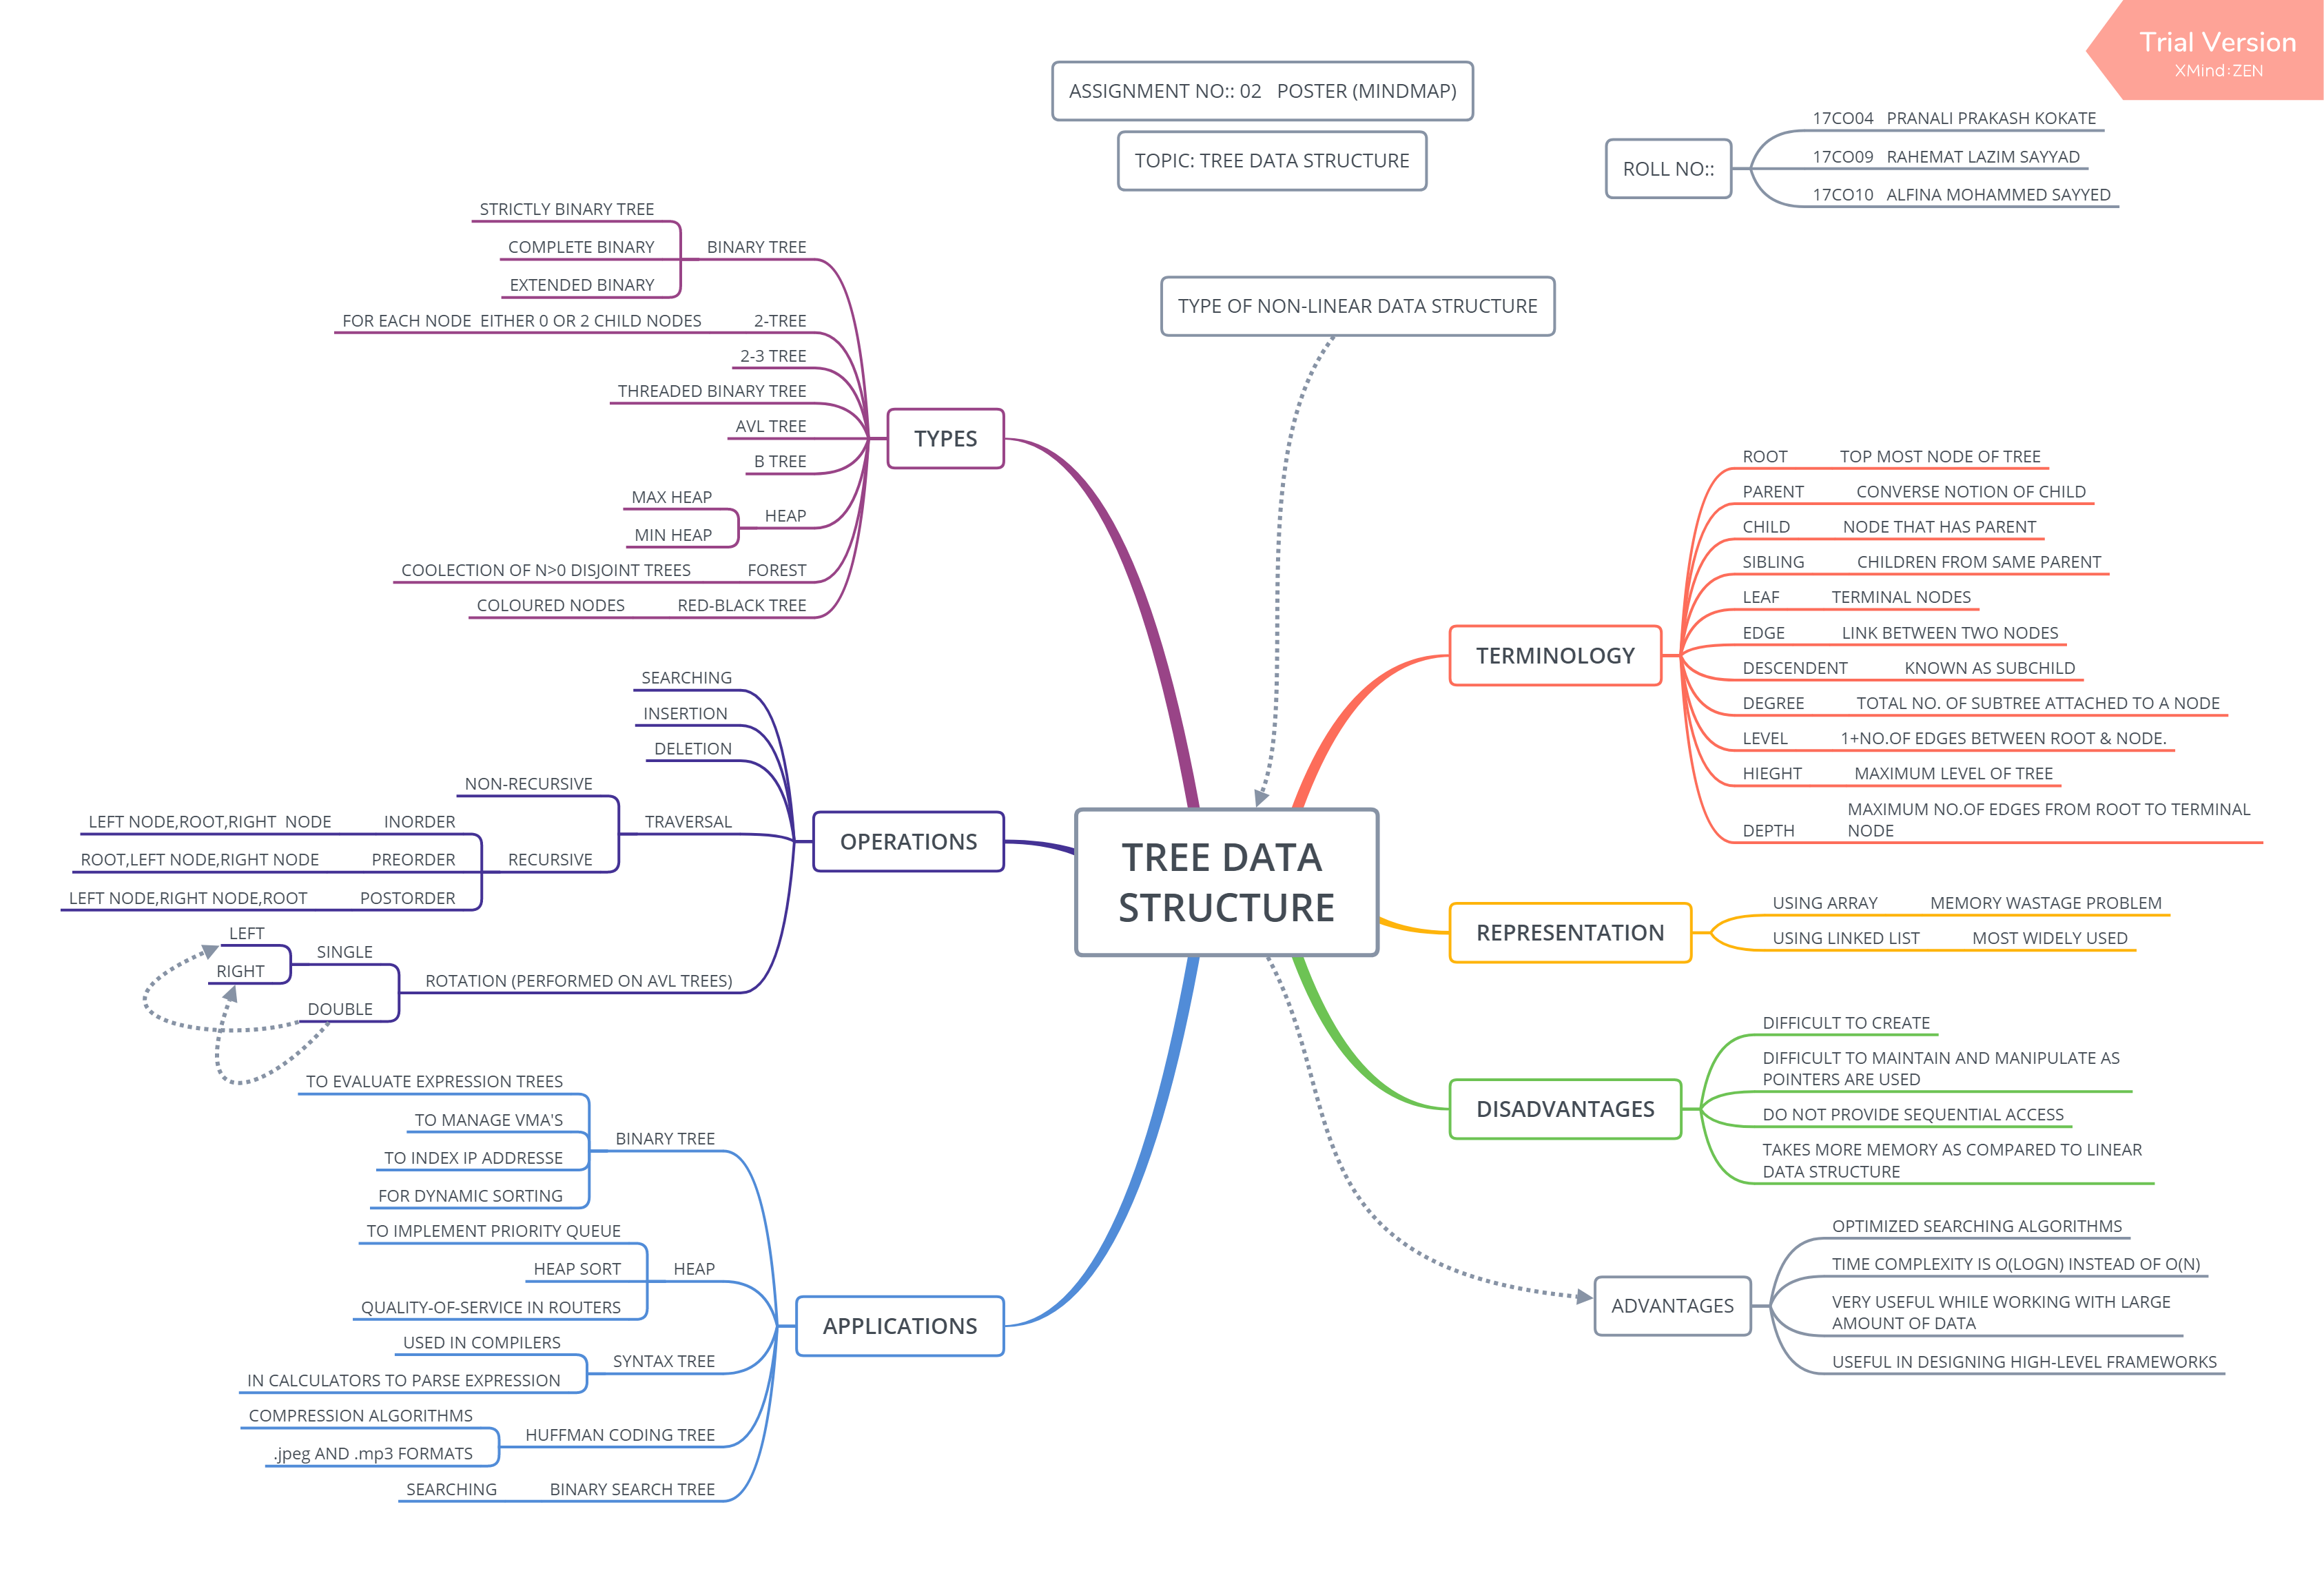 Trial Version
XMind:ZEN
ASSIGNMENT NO:: 02   POSTER (MINDMAP)
TOPIC: TREE DATA STRUCTURE
ROLL NO::
17CO04   PRANALI PRAKASH KOKATE
17CO09   RAHEMAT LAZIM SAYYAD
17CO10   ALFINA MOHAMMED SAYYED
TYPE OF NON-LINEAR DATA STRUCTURE
TREE DATA
STRUCTURE
TYPES
BINARY TREE
STRICTLY BINARY TREE
COMPLETE BINARY
EXTENDED BINARY
2-TREE
FOR EACH NODE  EITHER 0 OR 2 CHILD NODES
2-3 TREE
THREADED BINARY TREE
AVL TREE
B TREE
HEAP
MAX HEAP
MIN HEAP
FOREST
COOLECTION OF N>0 DISJOINT TREES
RED-BLACK TREE
COLOURED NODES
OPERATIONS
SEARCHING
INSERTION
DELETION
TRAVERSAL
NON-RECURSIVE
RECURSIVE
INORDER
LEFT NODE,ROOT,RIGHT  NODE
PREORDER
ROOT,LEFT NODE,RIGHT NODE
POSTORDER
LEFT NODE,RIGHT NODE,ROOT
ROTATION (PERFORMED ON AVL TREES)
SINGLE
LEFT
RIGHT
DOUBLE
APPLICATIONS
BINARY TREE
TO EVALUATE EXPRESSION TREES
TO MANAGE VMA'S
TO INDEX IP ADDRESSE
FOR DYNAMIC SORTING
HEAP
TO IMPLEMENT PRIORITY QUEUE
HEAP SORT
QUALITY-OF-SERVICE IN ROUTERS
SYNTAX TREE
USED IN COMPILERS
IN CALCULATORS TO PARSE EXPRESSION
HUFFMAN CODING TREE
COMPRESSION ALGORITHMS
.jpeg AND .mp3 FORMATS
BINARY SEARCH TREE
SEARCHING
TERMINOLOGY
ROOT
TOP MOST NODE OF TREE
PARENT
CONVERSE NOTION OF CHILD
CHILD
NODE THAT HAS PARENT
SIBLING
CHILDREN FROM SAME PARENT
LEAF
TERMINAL NODES
EDGE
LINK BETWEEN TWO NODES
DESCENDENT
KNOWN AS SUBCHILD
DEGREE
TOTAL NO. OF SUBTREE ATTACHED TO A NODE
LEVEL
1+NO.OF EDGES BETWEEN ROOT & NODE.
HIEGHT
MAXIMUM LEVEL OF TREE
DEPTH
MAXIMUM NO.OF EDGES FROM ROOT TO TERMINAL
NODE
REPRESENTATION
USING ARRAY
MEMORY WASTAGE PROBLEM
USING LINKED LIST
MOST WIDELY USED
DISADVANTAGES
DIFFICULT TO CREATE
DIFFICULT TO MAINTAIN AND MANIPULATE AS
POINTERS ARE USED
DO NOT PROVIDE SEQUENTIAL ACCESS
TAKES MORE MEMORY AS COMPARED TO LINEAR
DATA STRUCTURE
ADVANTAGES
OPTIMIZED SEARCHING ALGORITHMS
TIME COMPLEXITY IS O(LOGN) INSTEAD OF O(N)
VERY USEFUL WHILE WORKING WITH LARGE
AMOUNT OF DATA
USEFUL IN DESIGNING HIGH-LEVEL FRAMEWORKS